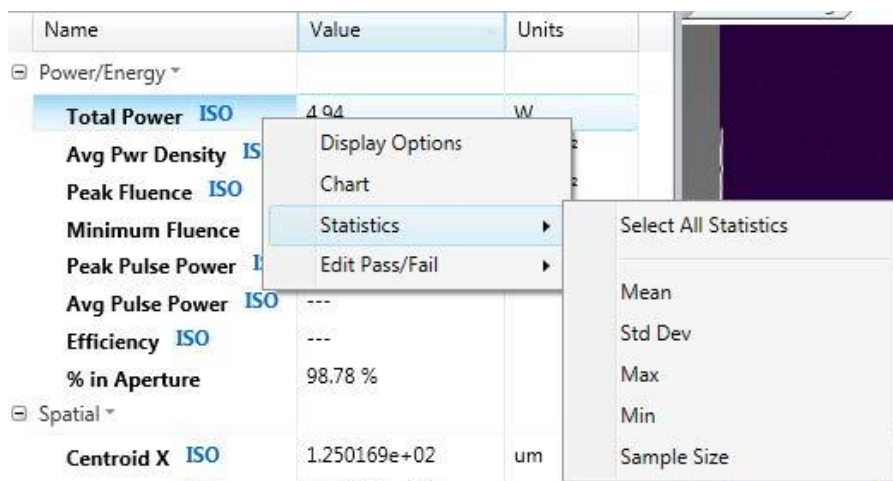 Name Value Units
Power/Energy
Total Power ISO 4.94 W
Avg Pwr Density
Peak Fluence ISO
Minimum Fluence
Peak Pulse Power
Avg Pulse Power ISO ---
Efficiency ISO ---
% in Aperture 98.78 %
Spatial
Centroid X ISO 1.250169e+02 um
Display Options
Chart
Statistics
Edit Pass/Fail
Select All Statistics
Mean
Std Dev
Max
Min
Sample Size